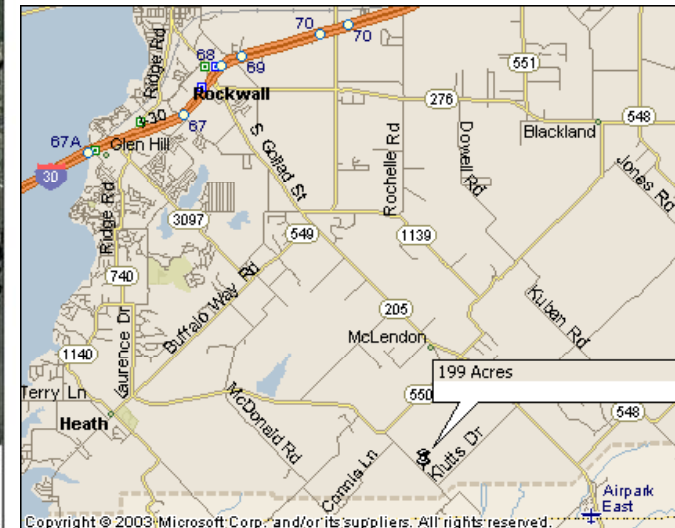 70
70
68
69
Ridge Rd
551
Rockwall
276
I-30
67
548
67A
Glen Hill
Blackland
30
S Goliad St
Rochelle Rd
Dowell Rd
Jones Rd
Ridge Rd
3097
549
1139
740
Buffalo Way Rd
205
Kuban Rd
Laurence Dr
McLendon
1140
199 Acres
Terry Ln
McDonald Rd
550
548
Heath
Connie Ln
Klutts Dr
Airpark
East
Copyright © 2003 Microsoft Corp. and/or its suppliers. All rights reserved.